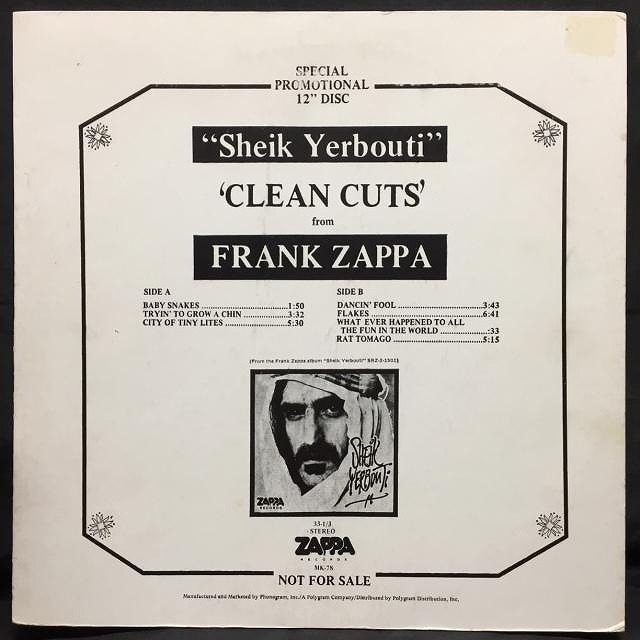 SPECIAL
PROMOTIONAL
12" DISC
"Sheik Yerbouti"
'CLEAN CUTS'
from
FRANK ZAPPA
SIDE A
BABY SNAKES ........................1:50
TRYIN' TO GROW A CHIN .............3:32
CITY OF TINY LITES ..................5:30
SIDE B
DANCIN' FOOL ........................3:43
FLAKES ................................6:41
WHAT EVER HAPPENED TO ALL
THE FUN IN THE WORLD ..............:33
RAT TOMAGO ..........................5:15
(From the Frank Zappa album "Sheik Yerbouti" SRZ-2-1501)
SHEIK
YERBOUTI
ZAPPA
RECORDS
33-1/3
STEREO
ZAPPA
RECORDS
MK-78
NOT FOR SALE
Manufactured and Marketed by Phonogram, Inc./A Polygram Company/Distributed by Polygram Distribution, Inc.